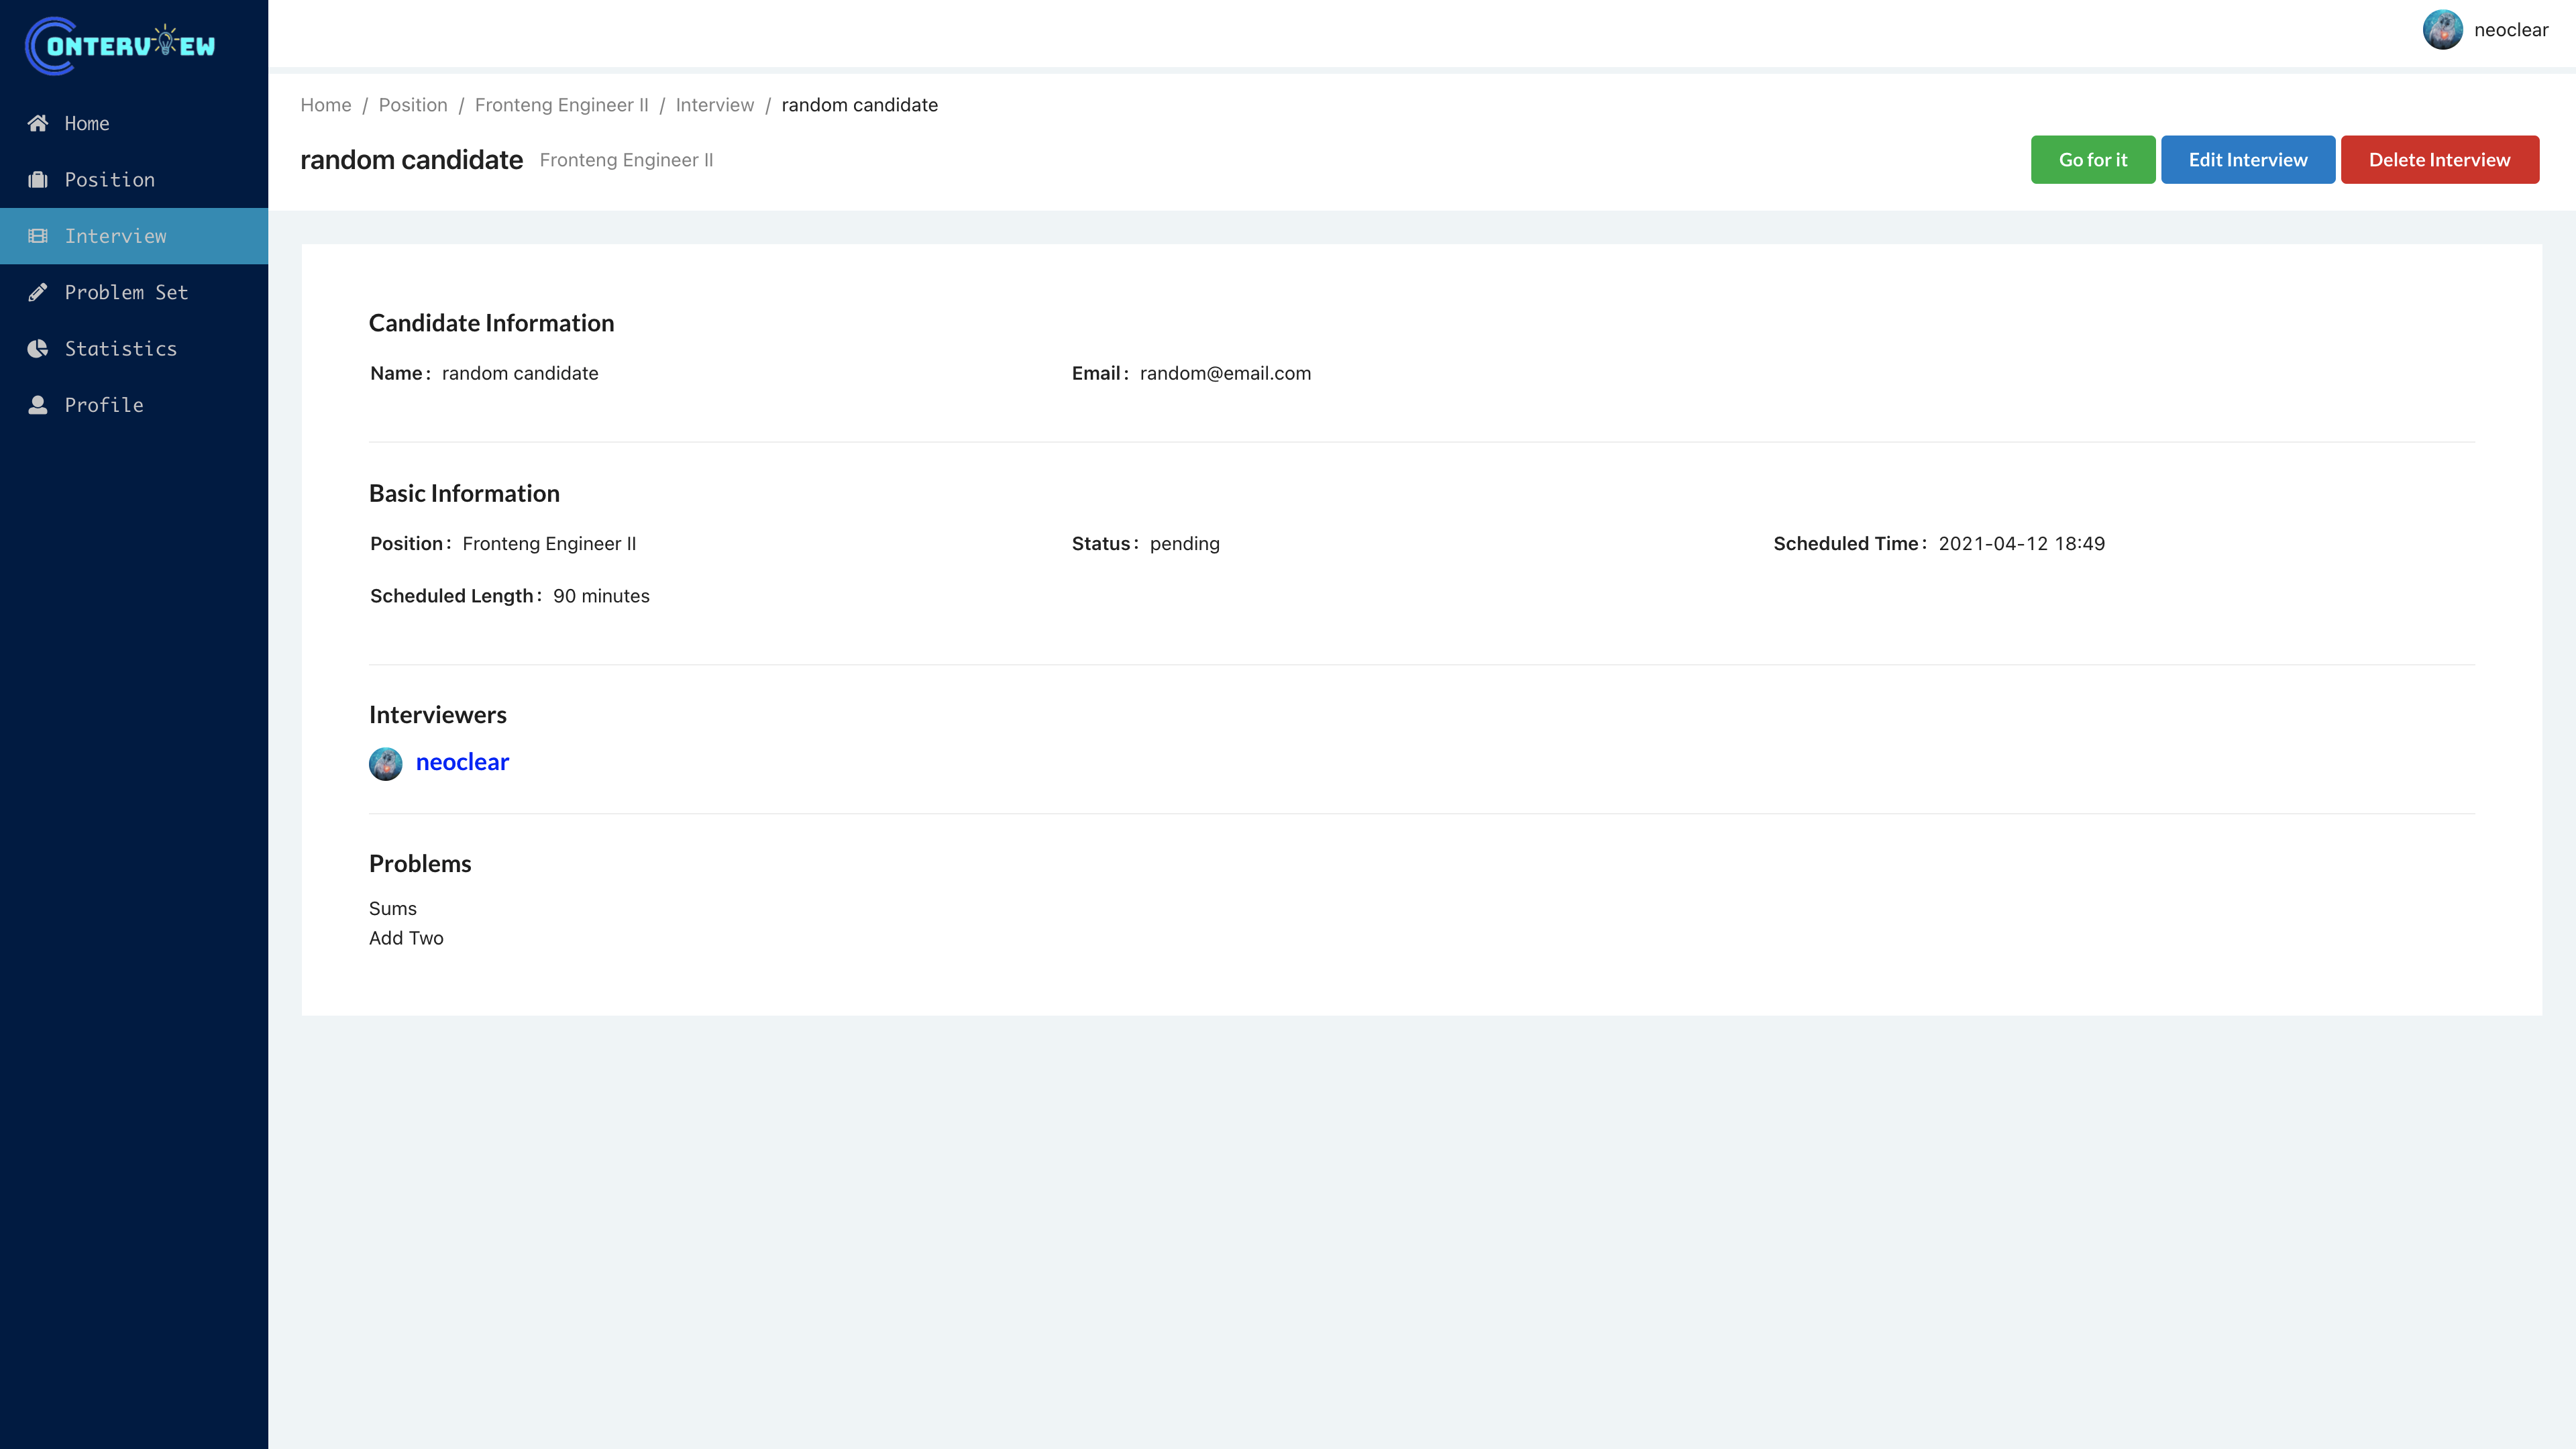 CONTERVIEW
neoclear
Home
Position
Interview
Problem Set
Statistics
Profile
Home / Position / Fronteng Engineer II / Interview / random candidate
random candidate Fronteng Engineer II
Go for it Edit Interview Delete Interview
Candidate Information
Name: random candidate Email: random@email.com
Basic Information
Position: Fronteng Engineer II Status: pending Scheduled Time: 2021-04-12 18:49
Scheduled Length: 90 minutes
Interviewers
neoclear
Problems
Sums
Add Two